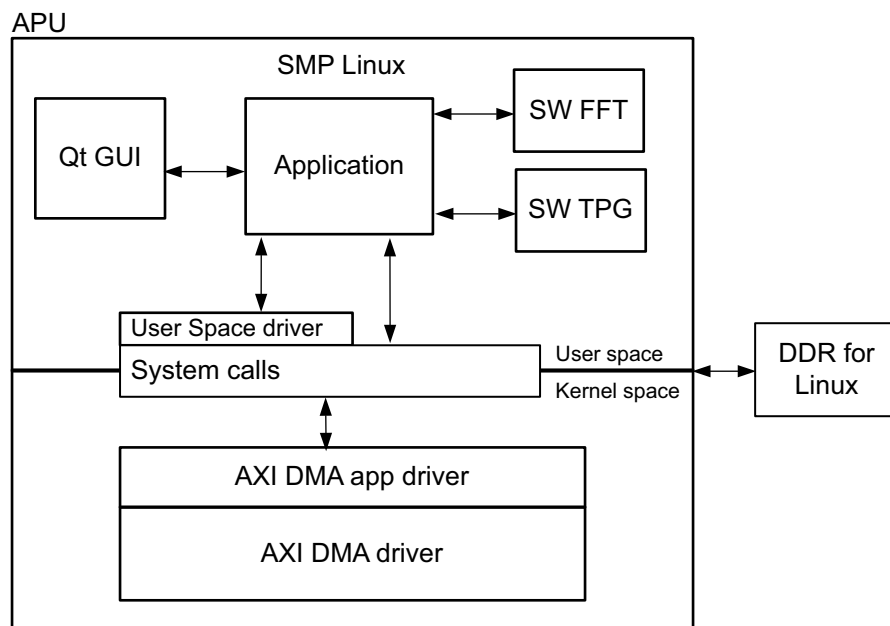 APU
SMP Linux
Qt GUI
Application
SW FFT
SW TPG
User Space driver
System calls
User space
Kernel space
DDR for
Linux
AXI DMA app driver
AXI DMA driver